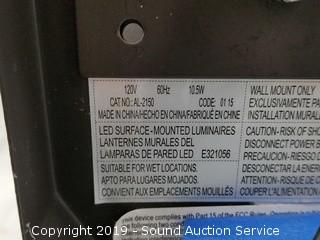 120V 60Hz 10.5W
CAT NO: AL-2150 CODE: 01 15
MADE IN CHINA/HECHO EN CHINA/FABRIQUÉ EN CHINE
LED SURFACE-MOUNTED LUMINAIRES
LANTERNES MURALES DEL
LAMPARAS DE PARED LED E321056
SUITABLE FOR WET LOCATIONS.
APTO PARA LUGARES MOJADOS.
CONVIENT AUX EMPLACEMENTS MOUILLÉS
WALL MOUNT ONLY
EXCLUSIVAMENTE PA
INSTALLATION MURAL
CAUTION- RISK OF SHO
DISCONNECT POWER B
PRECAUCION- RIESGO D
ATTENTION- RISQUE DE
COUPER L'ALIMENTATION
this device complies with Part 15 of the FCC Rules.
Copyright 2019 - Sound Auction Service